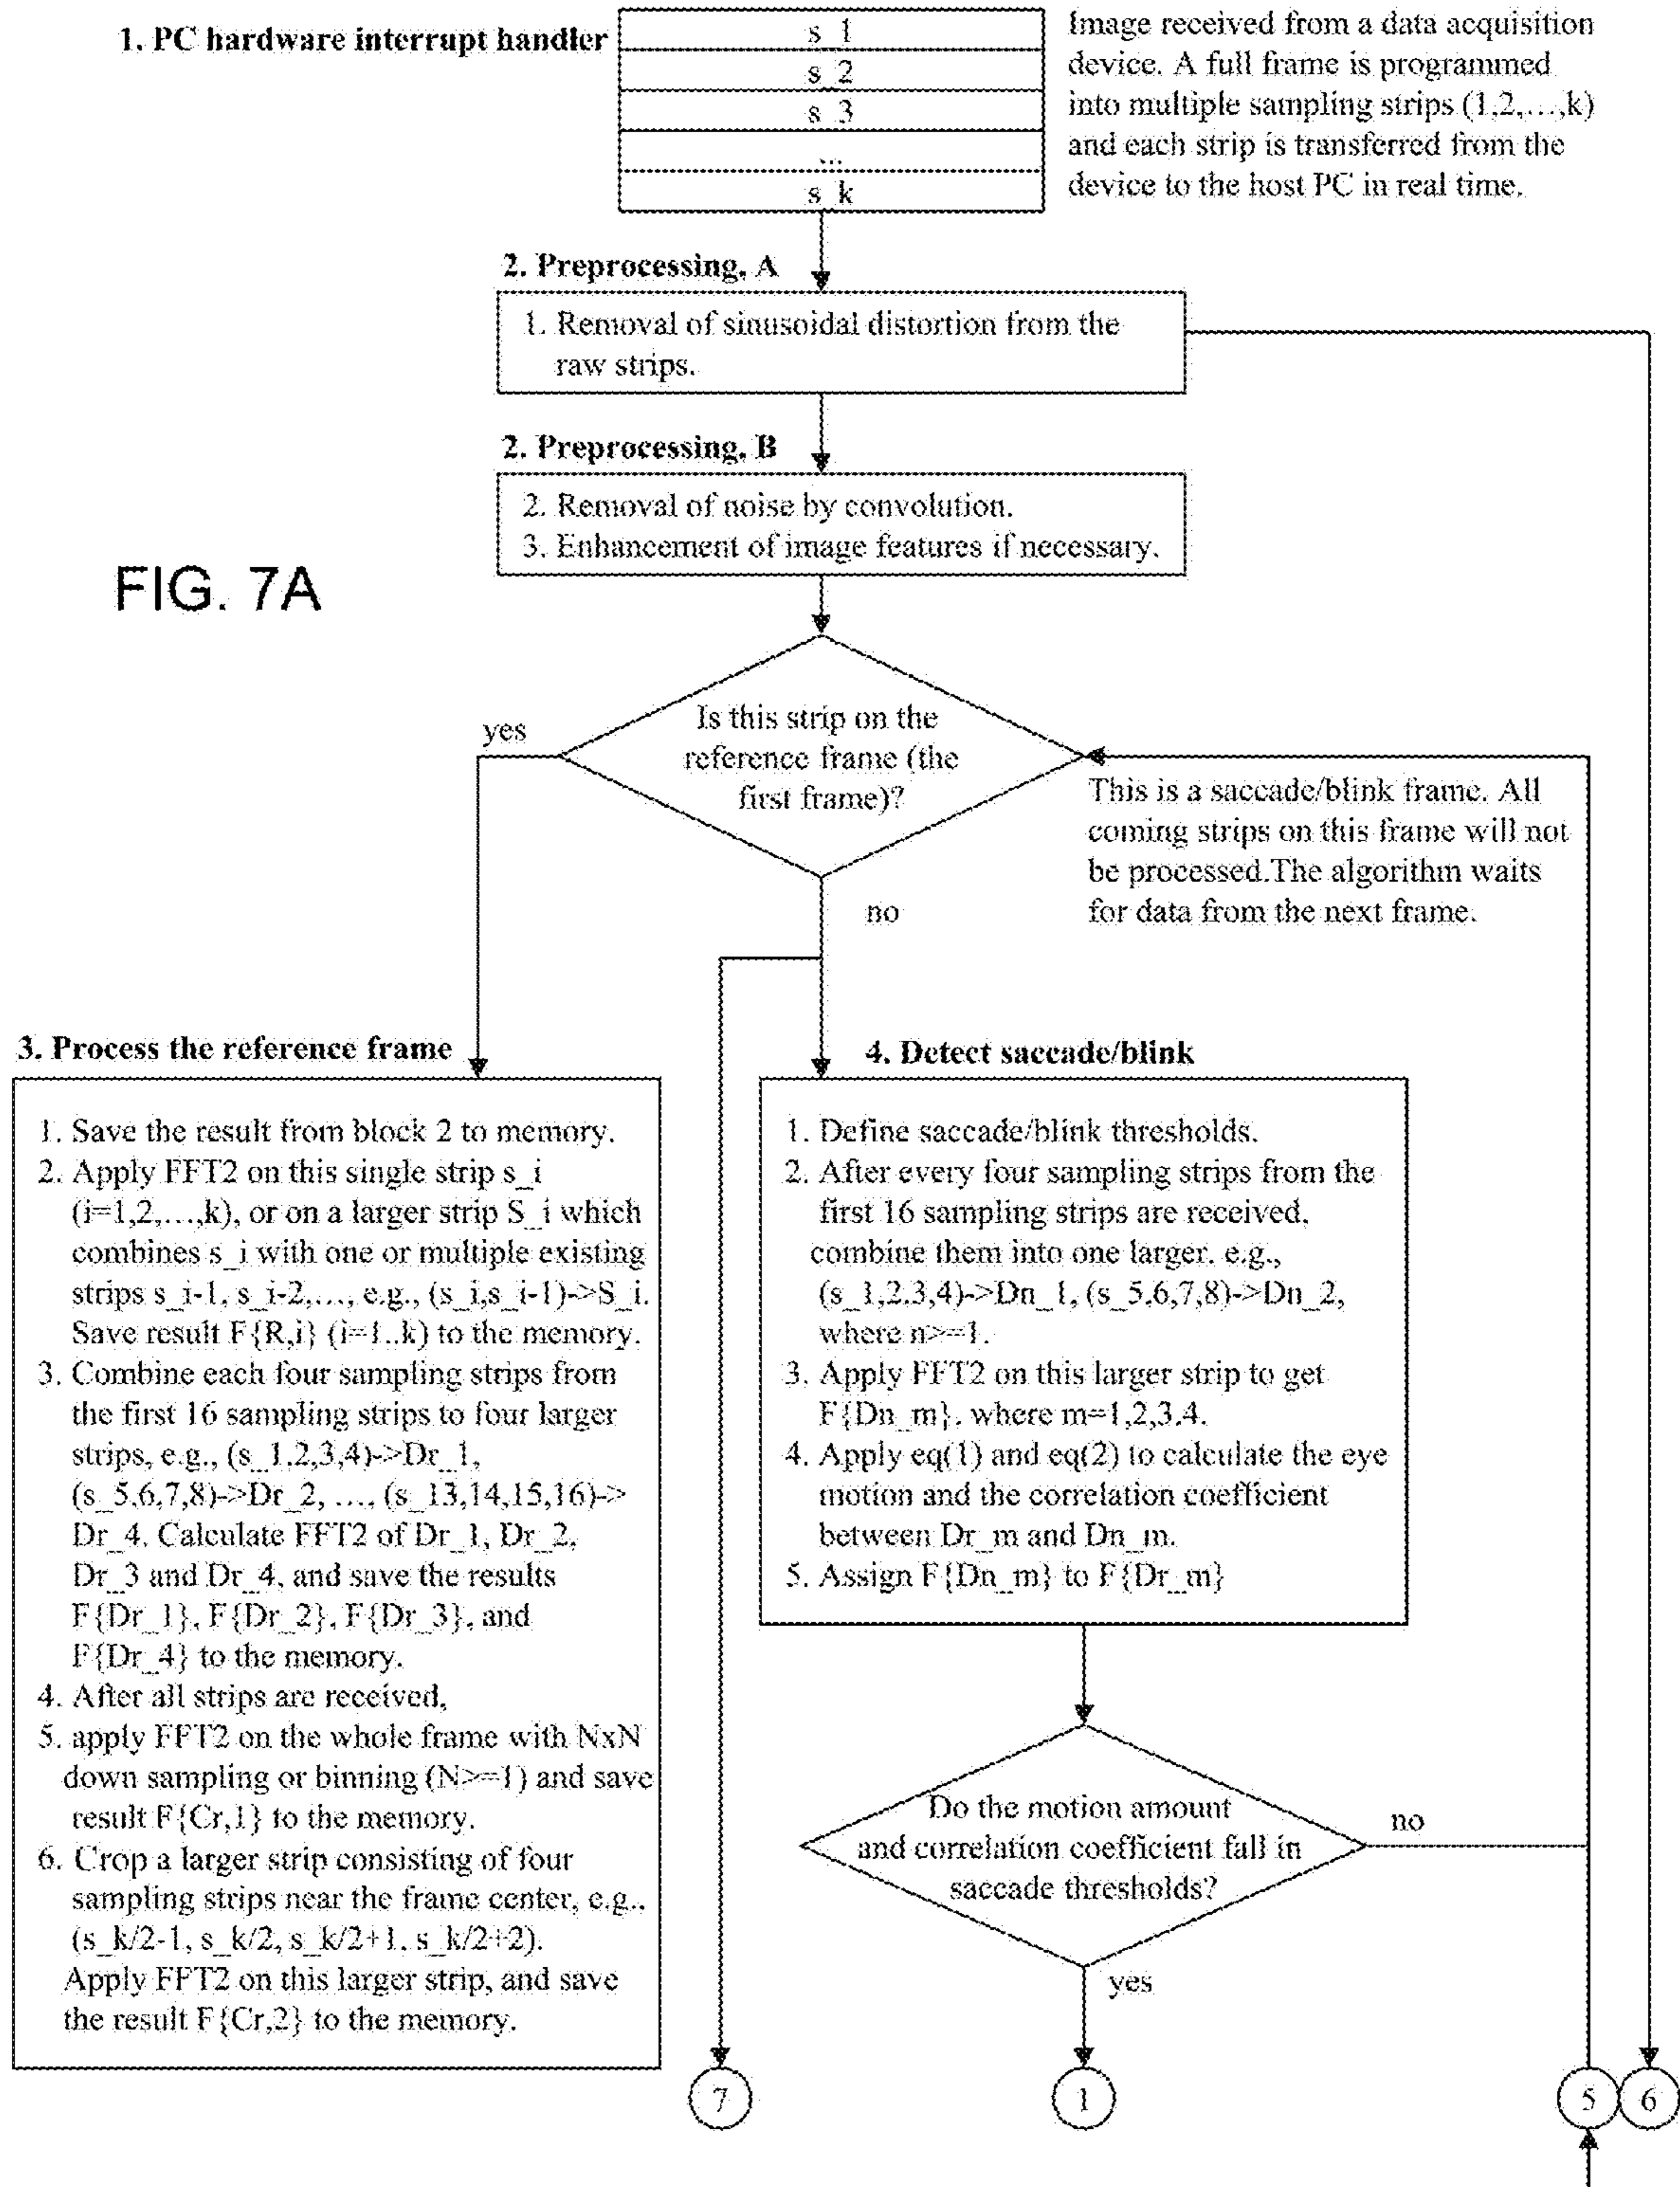 1. PC hardware interrupt handler
s_1
s_2
s_3
...
s_k
Image received from a data acquisition
device. A full frame is programmed
into multiple sampling strips (1,2,...,k)
and each strip is transferred from the
device to the host PC in real time.
2. Preprocessing, A
1. Removal of sinusoidal distortion from the
raw strips.
2. Preprocessing, B
2. Removal of noise by convolution.
3. Enhancement of image features if necessary.
FIG. 7A
Is this strip on the
reference frame (the
first frame)?
yes
no
This is a saccade/blink frame. All
coming strips on this frame will not
be processed.The algorithm waits
for data from the next frame.
3. Process the reference frame
1. Save the result from block 2 to memory.
2. Apply FFT2 on this single strip s_i
(i=1,2,...,k), or on a larger strip S_i which
combines s_i with one or multiple existing
strips s_i-1, s_i-2,..., e.g., (s_i,s_i-1)->S_i.
Save result F{R,i} (i=1..k) to the memory.
3. Combine each four sampling strips from
the first 16 sampling strips to four larger
strips, e.g., (s_1,2,3,4)->Dr_1,
(s_5,6,7,8)->Dr_2, ..., (s_13,14,15,16)->
Dr_4. Calculate FFT2 of Dr_1, Dr_2,
Dr_3 and Dr_4, and save the results
F{Dr_1}, F{Dr_2}, F{Dr_3}, and
F{Dr_4} to the memory.
4. After all strips are received,
5. apply FFT2 on the whole frame with NxN
down sampling or binning (N>=1) and save
result F{Cr,1} to the memory.
6. Crop a larger strip consisting of four
sampling strips near the frame center, e.g.,
(s_k/2-1, s_k/2, s_k/2+1, s_k/2+2).
Apply FFT2 on this larger strip, and save
the result F{Cr,2} to the memory.
4. Detect saccade/blink
1. Define saccade/blink thresholds.
2. After every four sampling strips from the
first 16 sampling strips are received,
combine them into one larger, e.g.,
(s_1,2,3,4)->Dn_1, (s_5,6,7,8)->Dn_2,
where n>=1.
3. Apply FFT2 on this larger strip to get
F{Dn_m}, where m=1,2,3,4.
4. Apply eq(1) and eq(2) to calculate the eye
motion and the correlation coefficient
between Dr_m and Dn_m.
5. Assign F{Dn_m} to F{Dr_m}
Do the motion amount
and correlation coefficient fall in
saccade thresholds?
no
yes
7
1
5
6